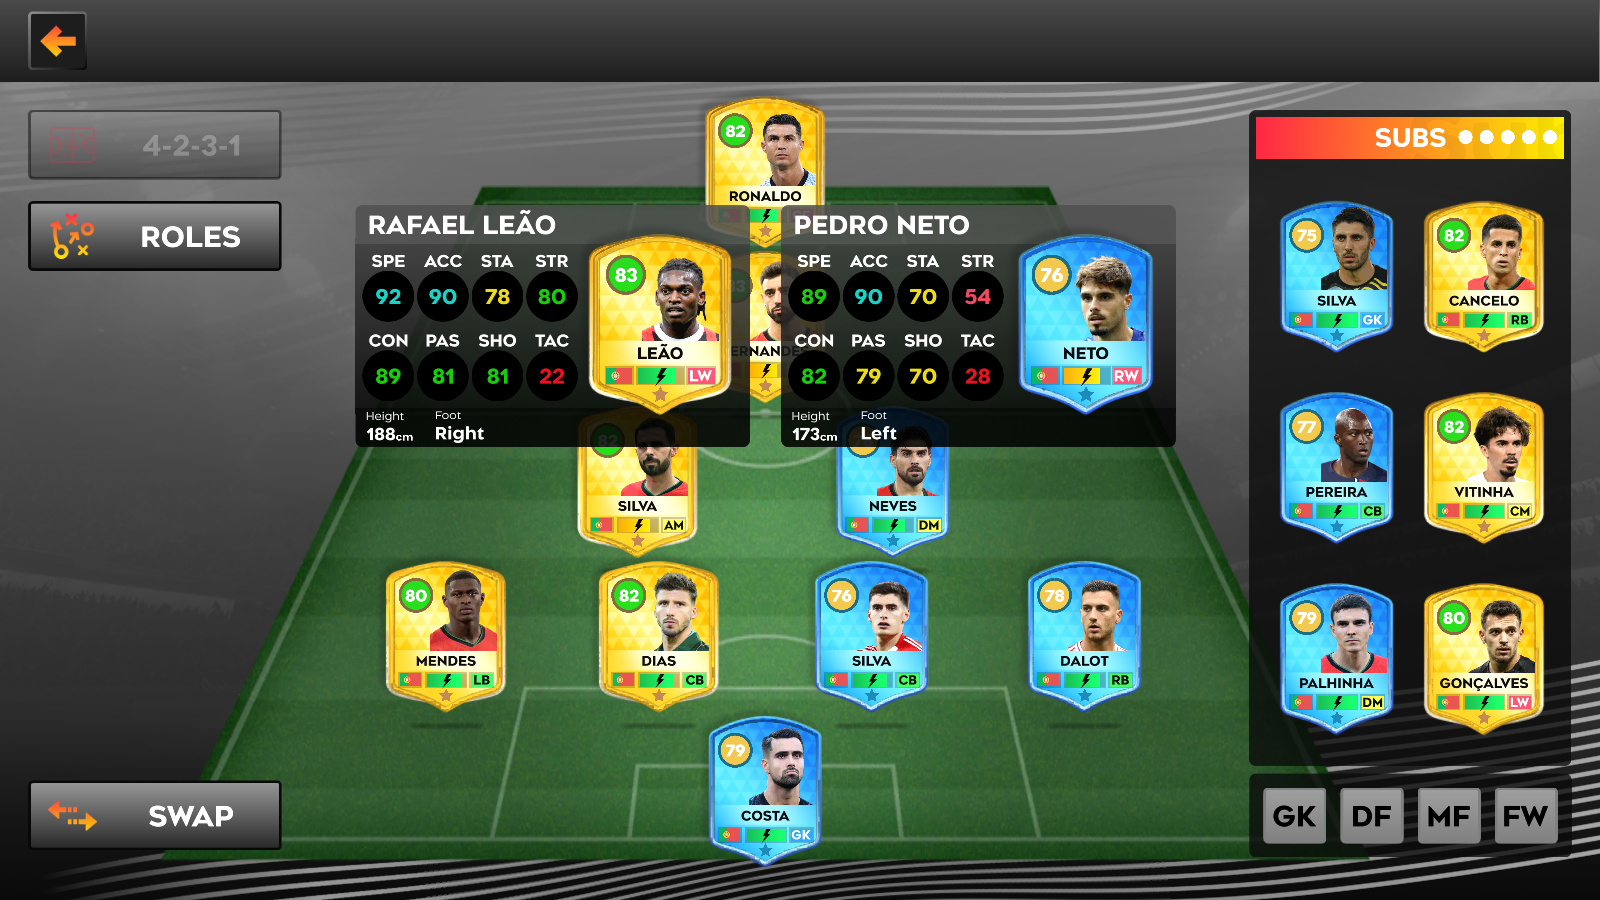 4-2-3-1
ROLES
SWAP
82
RONALDO
RAFAEL LEÃO
SPE ACC STA STR
92 90 78 80
CON PAS SHO TAC
89 81 81 22
Height Foot
188cm Right
83
LEÃO
LW
ERNANDE
PEDRO NETO
SPE ACC STA STR
89 90 70 54
CON PAS SHO TAC
82 79 70 28
Height Foot
173cm Left
76
NETO
RW
82
SILVA
AM
NEVES
DM
80
MENDES
LB
82
DIAS
CB
76
SILVA
CB
78
DALOT
RB
79
COSTA
GK
SUBS
75
SILVA
GK
82
CANCELO
RB
77
PEREIRA
CB
82
VITINHA
CM
79
PALHINHA
DM
80
GONÇALVES
LW
GK DF MF FW